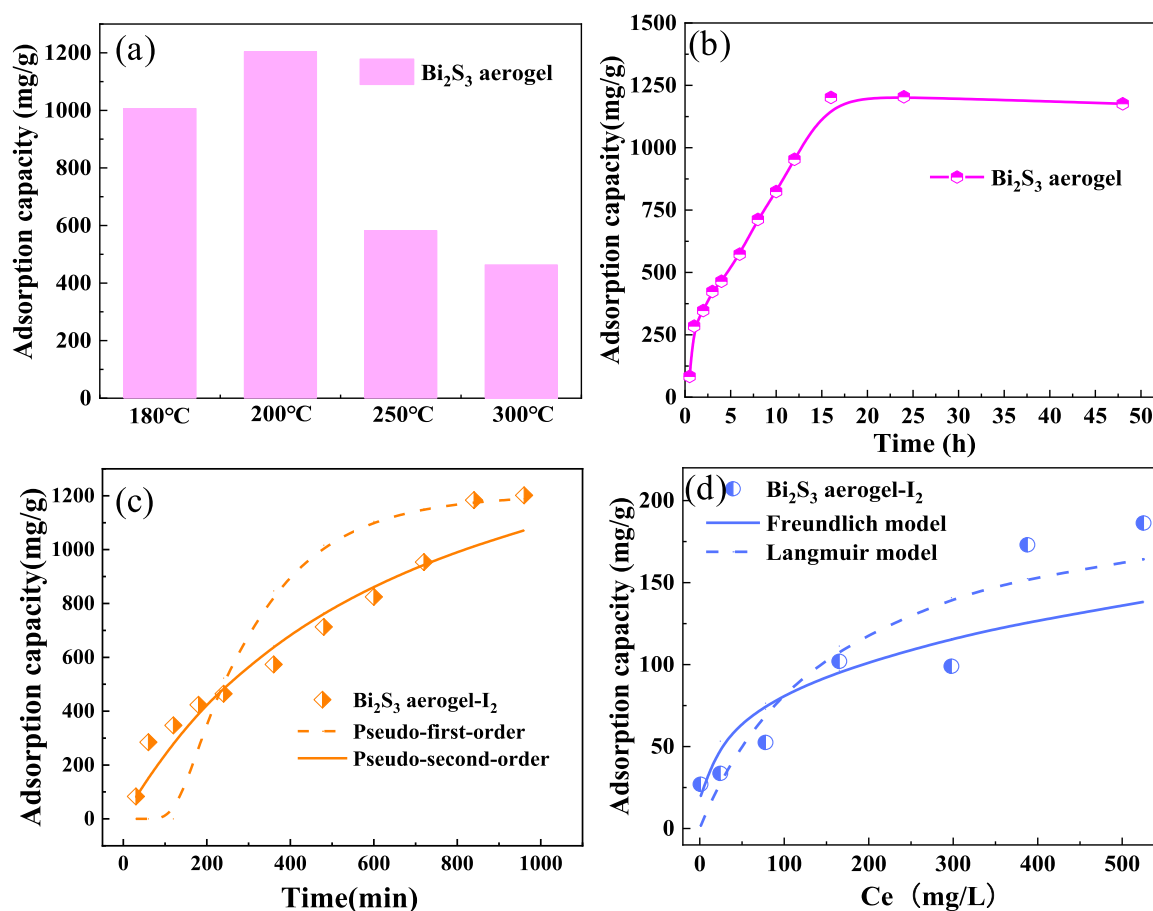 (a)
Bi₂S₃ aerogel
Adsorption capacity (mg/g)
1200
1000
800
600
400
200
0
180°C 200°C 250°C 300°C
(b)
Bi₂S₃ aerogel
Adsorption capacity(mg/g)
1500
1250
1000
750
500
250
0
0 5 10 15 20 25 30 35 40 45 50
Time (h)
(c)
Bi₂S₃ aerogel-I₂
Pseudo-first-order
Pseudo-second-order
Adsorption capacity(mg/g)
1200
1000
800
600
400
200
0
0 200 400 600 800 1000
Time(min)
(d)
Bi₂S₃ aerogel-I₂
Freundlich model
Langmuir model
Adsorption capacity (mg/g)
200
150
100
50
0
0 100 200 300 400 500
Ce（mg/L）